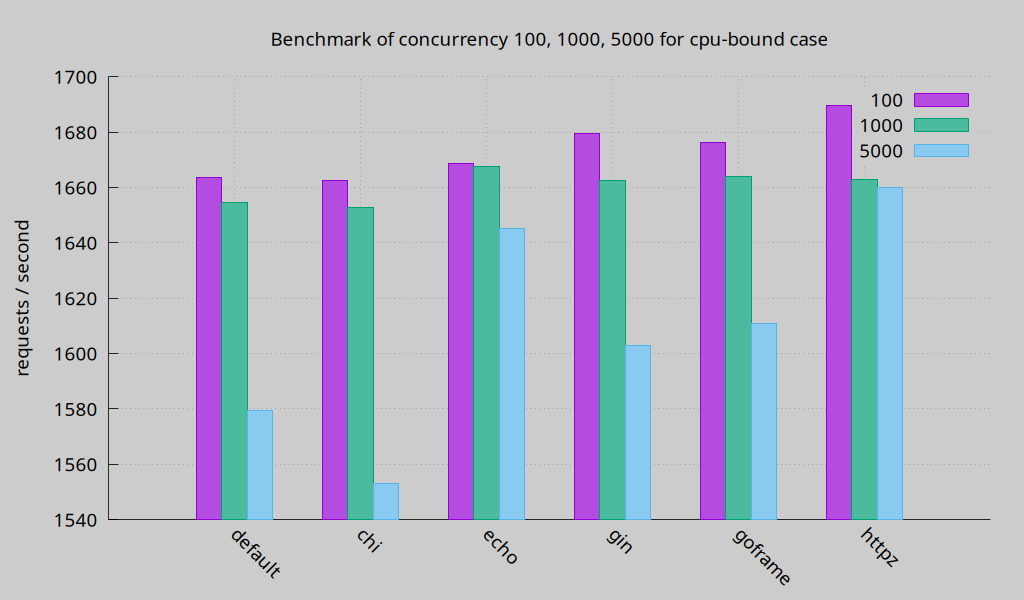 Benchmark of concurrency 100, 1000, 5000 for cpu-bound case
1700
1680
1660
1640
1620
1600
1580
1560
1540
requests / second
100
1000
5000
default
chi
echo
gin
goframe
httpz